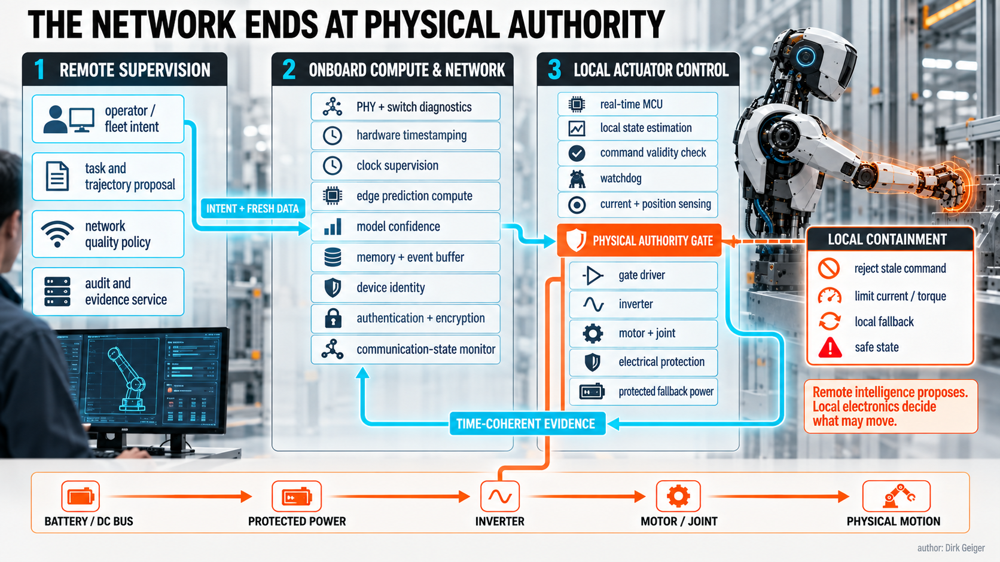 THE NETWORK ENDS AT PHYSICAL AUTHORITY
1 REMOTE SUPERVISION
operator /
fleet intent
task and
trajectory proposal
network
quality policy
audit and
evidence service
INTENT + FRESH DATA
2 ONBOARD COMPUTE & NETWORK
PHY + switch diagnostics
hardware timestamping
clock supervision
edge prediction compute
model confidence
memory + event buffer
device identity
authentication + encryption
communication-state monitor
TIME-COHERENT EVIDENCE
3 LOCAL ACTUATOR CONTROL
real-time MCU
local state estimation
command validity check
watchdog
current + position sensing
PHYSICAL AUTHORITY GATE
gate driver
inverter
motor + joint
electrical protection
protected fallback power
LOCAL CONTAINMENT
reject stale command
limit current / torque
local fallback
safe state
Remote intelligence proposes.
Local electronics decide
what may move.
BATTERY / DC BUS
PROTECTED POWER
INVERTER
MOTOR / JOINT
PHYSICAL MOTION
author: Dirk Geiger